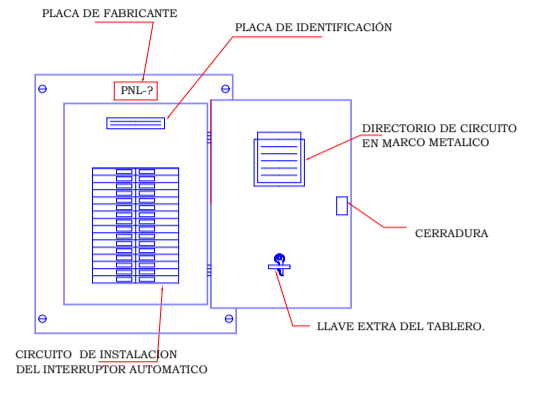 PLACA DE FABRICANTE
PLACA DE IDENTIFICACIÓN
PNL-?
DIRECTORIO DE CIRCUITO
EN MARCO METALICO
CERRADURA
LLAVE EXTRA DEL TABLERO.
CIRCUITO DE INSTALACION
DEL INTERRUPTOR AUTOMATICO